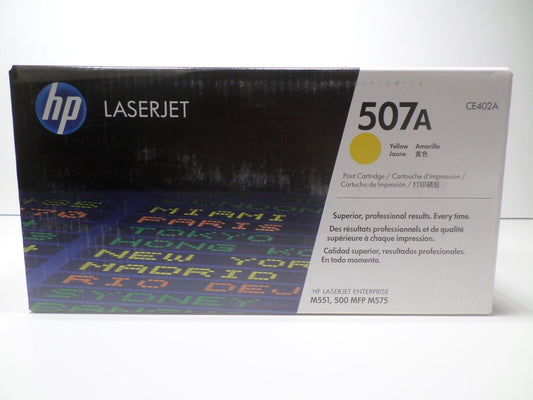 hp
LASERJET
507A
CE402A
Yellow Amarillo
Jaune 黄色
Print Cartridge / Cartouche d'Impression /
Cartucho de Impresión / 打印硒鼓
Superior, professional results. Every time.
Des résultats professionnels et de qualité
supérieure à chaque impression.
Calidad superior, resultados profesionales.
En todo momento.
HP LASERJET ENTERPRISE
M551, 500 MFP M575
MIAMI
PARIS
TOKYO
HONG
NEW YOR
MADRID
RIO DE
SYDNEY
SAN